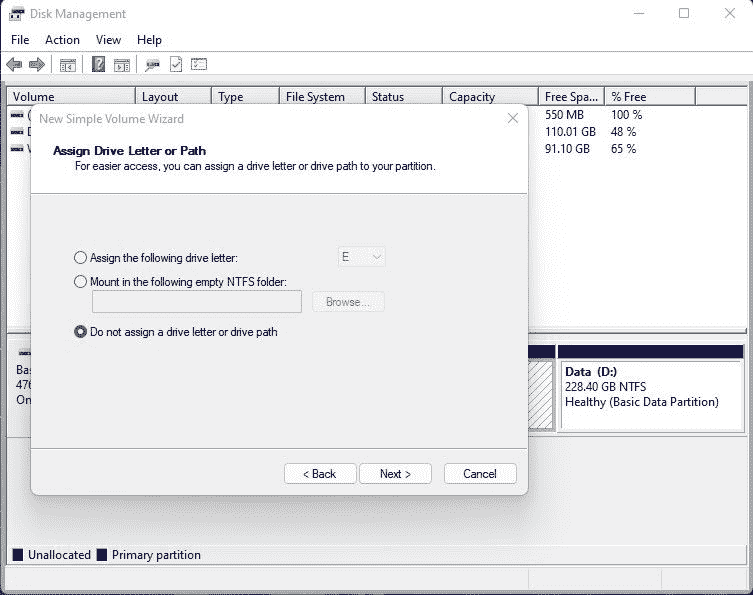 Disk Management
File Action View Help
Volume Layout Type File System Status Capacity Free Spa... % Free
550 MB 100 %
110.01 GB 48 %
91.10 GB 65 %
New Simple Volume Wizard
Assign Drive Letter or Path
For easier access, you can assign a drive letter or drive path to your partition.
Assign the following drive letter: E
Mount in the following empty NTFS folder:
Browse...
Do not assign a drive letter or drive path
< Back Next > Cancel
Data (D:)
228.40 GB NTFS
Healthy (Basic Data Partition)
Unallocated Primary partition